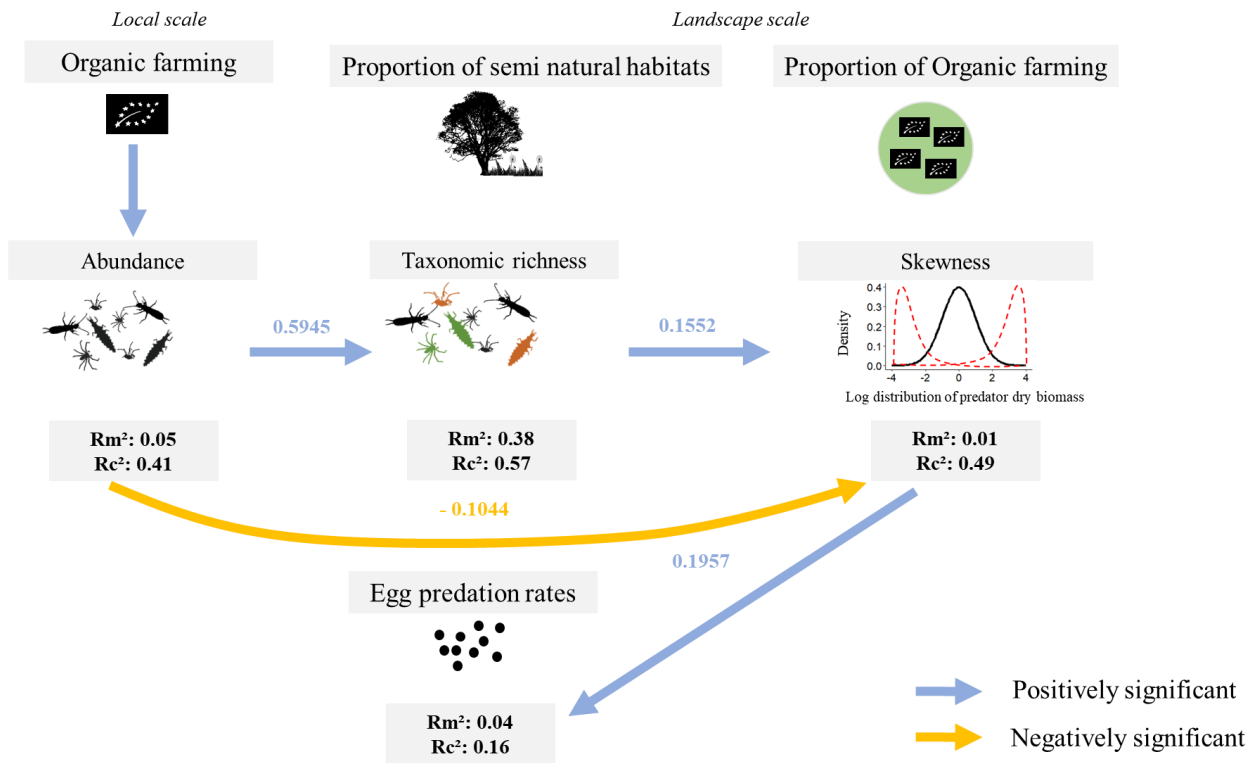 Local scale
Landscape scale
Organic farming
Proportion of semi natural habitats
Proportion of Organic farming
Abundance
Taxonomic richness
Skewness
0.5945
0.1552
Density
0.4
0.3
0.2
0.1
0.0
-4
-2
0
2
4
Log distribution of predator dry biomass
Rm²: 0.05
Rc²: 0.41
Rm²: 0.38
Rc²: 0.57
Rm²: 0.01
Rc²: 0.49
- 0.1044
0.1957
Egg predation rates
Rm²: 0.04
Rc²: 0.16
Positively significant
Negatively significant